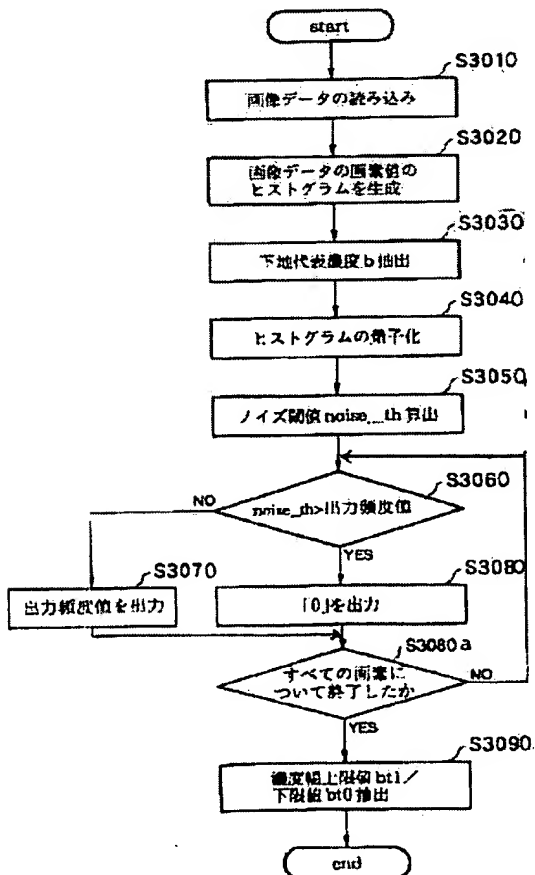 start
S3010
画像データの読み込み
S3020
画像データの画素値の
ヒストグラムを生成
S3030
下地代表濃度b抽出
S3040
ヒストグラムの量子化
S3050
ノイズ閾値noise_th算出
S3060
noise_th>出力頻度値
NO
YES
S3070
出力頻度値を出力
S3080
「0」を出力
S3080a
すべての画素に
ついて終了したか
NO
YES
S3090
濃度幅上限値bt1/
下限値bt0抽出
end